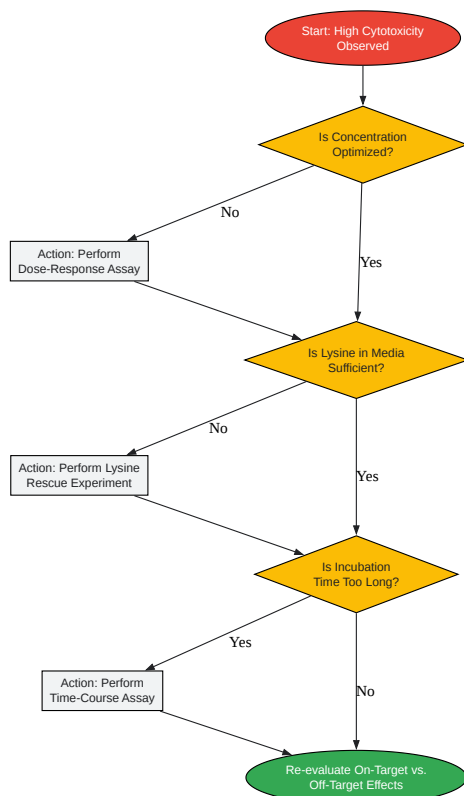 Start: High Cytotoxicity
Observed
Is Concentration
Optimized?
No
Yes
Action: Perform
Dose-Response Assay
Is Lysine in Media
Sufficient?
No
Yes
Action: Perform Lysine
Rescue Experiment
Is Incubation
Time Too Long?
Yes
No
Action: Perform
Time-Course Assay
Re-evaluate On-Target vs.
Off-Target Effects